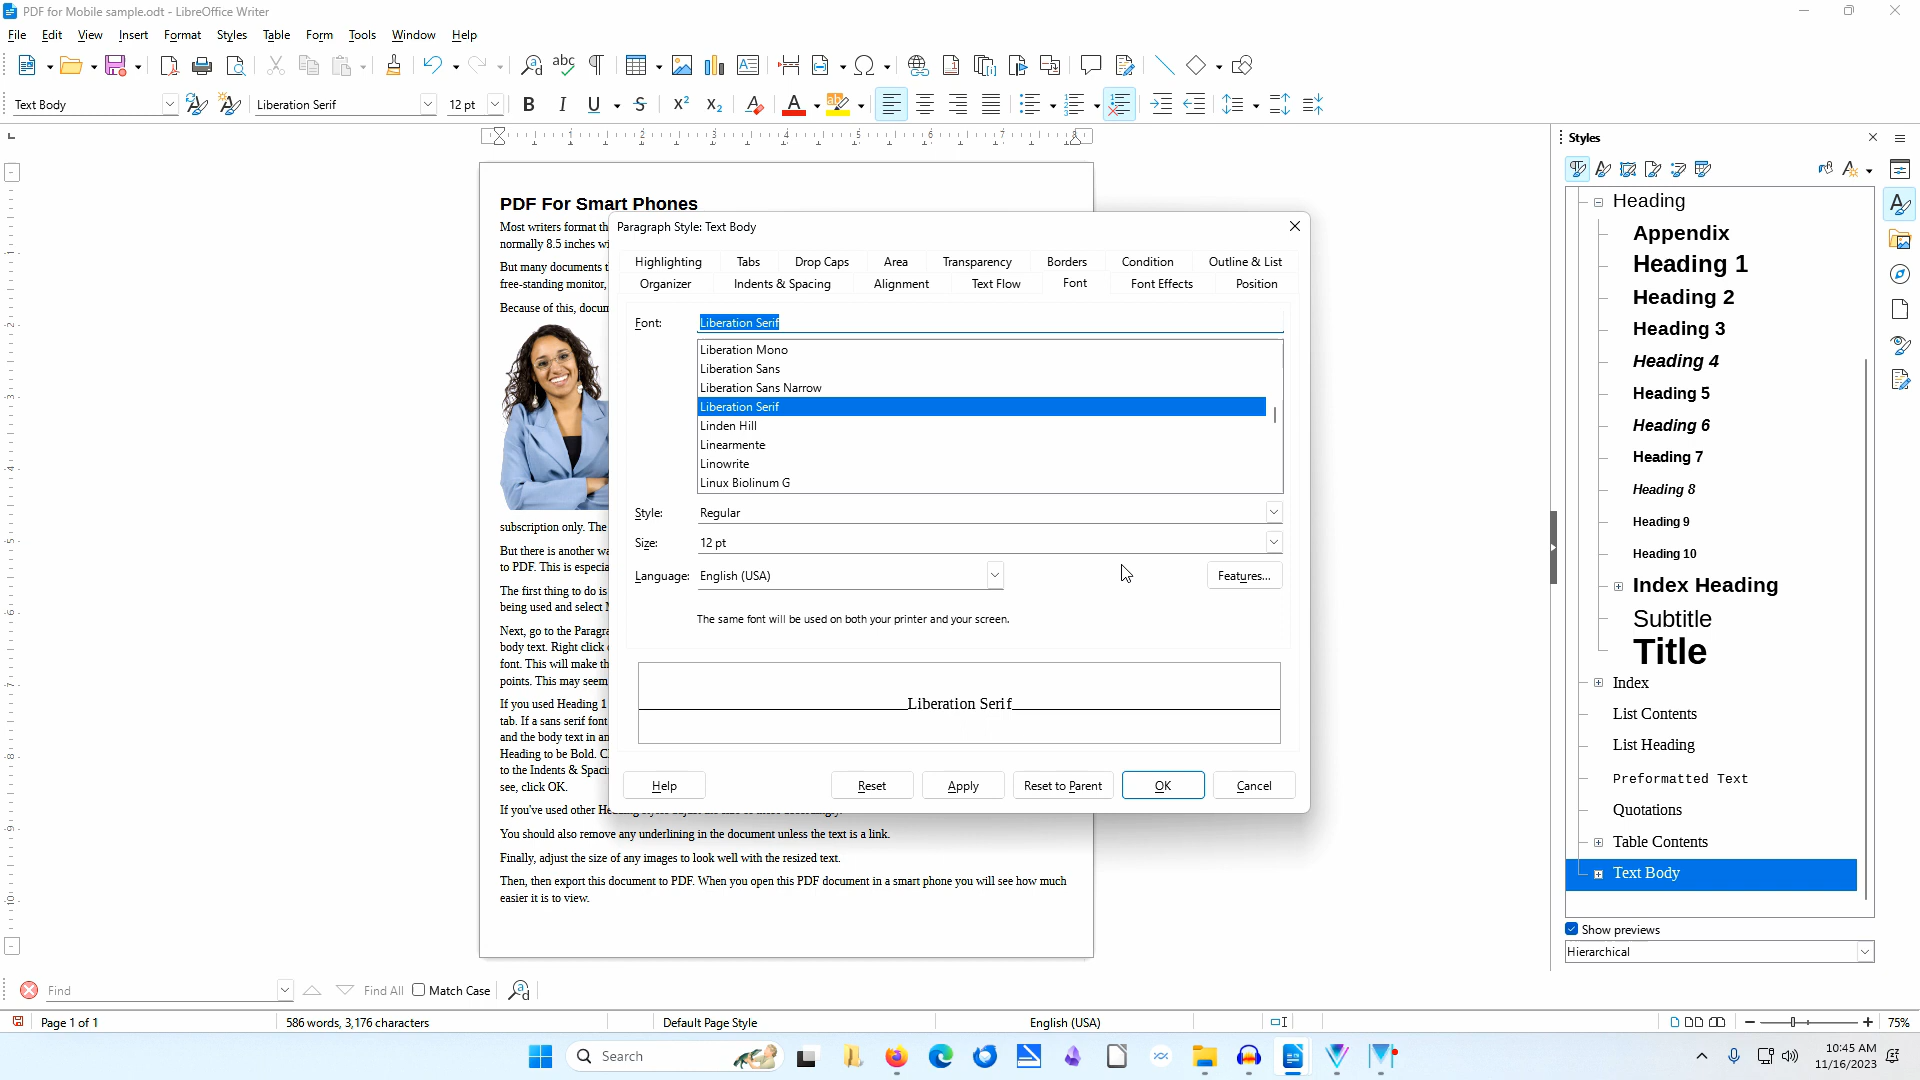 PDF for Mobile sample.odt - LibreOffice Writer
File Edit View Insert Format Styles Table Form Tools Window Help
Text Body Liberation Serif 12 pt
PDF For Smart Phones
Most writers format th
normally 8.5 inches wi
But many documents t
free-standing monitor,
Because of this, docum
subscription only. The
But there is another wa
to PDF. This is especia
The first thing to do is
being used and select
Next, go to the Paragra
body text. Right click
font. This will make th
points. This may seem
If you used Heading 1
tab. If a sans serif font
and the body text in an
Heading to be Bold. C
to the Indents & Spaci
see, click OK.
If you've used other
You should also remove any underlining in the document unless the text is a link.
Finally, adjust the size of any images to look well with the resized text.
Then, then export this document to PDF. When you open this PDF document in a smart phone you will see how much
easier it is to view.
Paragraph Style: Text Body
Highlighting Tabs Drop Caps Area Transparency Borders Condition Outline & List
Organizer Indents & Spacing Alignment Text Flow Font Font Effects Position
Font: Liberation Serif
Liberation Mono
Liberation Sans
Liberation Sans Narrow
Liberation Serif
Linden Hill
Linearmente
Linowrite
Linux Biolinum G
Style: Regular
Size: 12 pt
Language: English (USA) Features...
The same font will be used on both your printer and your screen.
Liberation Serif
Help Reset Apply Reset to Parent OK Cancel
Styles
Heading
Appendix
Heading 1
Heading 2
Heading 3
Heading 4
Heading 5
Heading 6
Heading 7
Heading 8
Heading 9
Heading 10
Index Heading
Subtitle
Title
Index
List Contents
List Heading
Preformatted Text
Quotations
Table Contents
Text Body
Show previews
Hierarchical
Find Find All Match Case
Page 1 of 1 586 words, 3,176 characters Default Page Style English (USA) 75%
Search
10:45 AM
11/16/2023